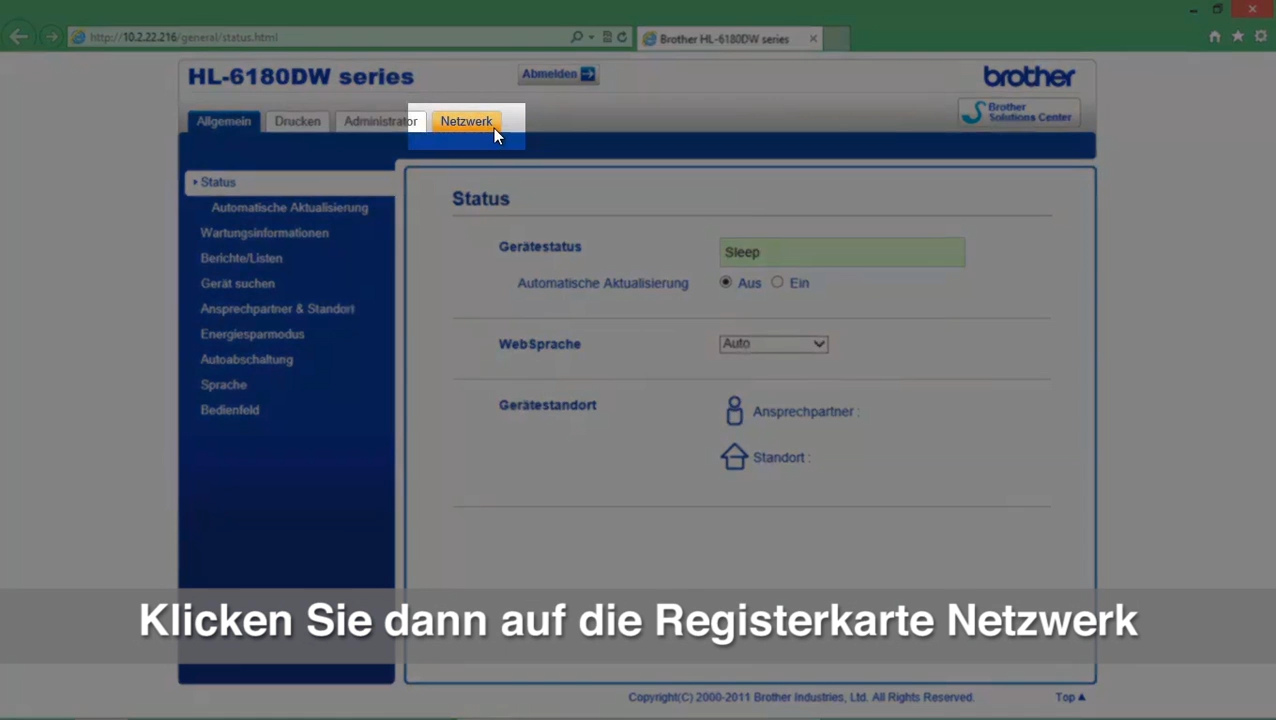 http://10.2.22.216/general/status.html
Brother HL-6180DW series
HL-6180DW series
Abmelden
brother
Brother
Solutions Center
Allgemein
Drucken
Administrator
Netzwerk
Status
Automatische Aktualisierung
Wartungsinformationen
Berichte/Listen
Gerät suchen
Ansprechpartner & Standort
Energiesparmodus
Autoabschaltung
Sprache
Bedienfeld
Status
Gerätestatus
Sleep
Automatische Aktualisierung
Aus
Ein
WebSprache
Auto
Gerätestandort
Ansprechpartner :
Standort :
Klicken Sie dann auf die Registerkarte Netzwerk
Copyright(C) 2000-2011 Brother Industries, Ltd. All Rights Reserved.
Top▲